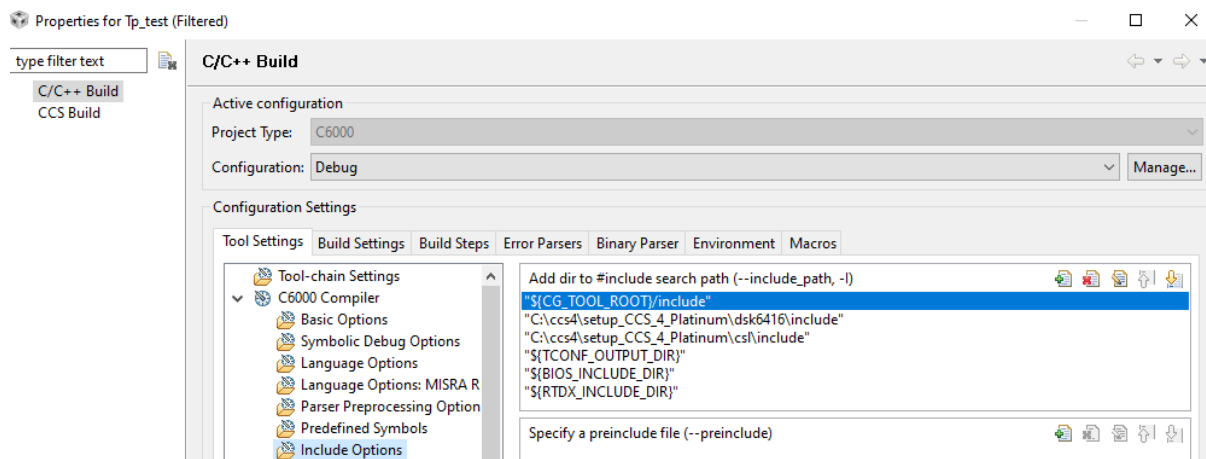 Properties for Tp_test (Filtered)
type filter text
C/C++ Build
CCS Build
C/C++ Build
Active configuration
Project Type: C6000
Configuration: Debug Manage...
Configuration Settings
Tool Settings Build Settings Build Steps Error Parsers Binary Parser Environment Macros
Tool-chain Settings
C6000 Compiler
Basic Options
Symbolic Debug Options
Language Options
Language Options: MISRA R
Parser Preprocessing Option
Predefined Symbols
Include Options
Add dir to #include search path (--include_path, -I)
"${CG_TOOL_ROOT}/include"
"C:\ccs4\setup_CCS_4_Platinum\dsk6416\include"
"C:\ccs4\setup_CCS_4_Platinum\csl\include"
"${TCONF_OUTPUT_DIR}"
"${BIOS_INCLUDE_DIR}"
"${RTDX_INCLUDE_DIR}"
Specify a preinclude file (--preinclude)